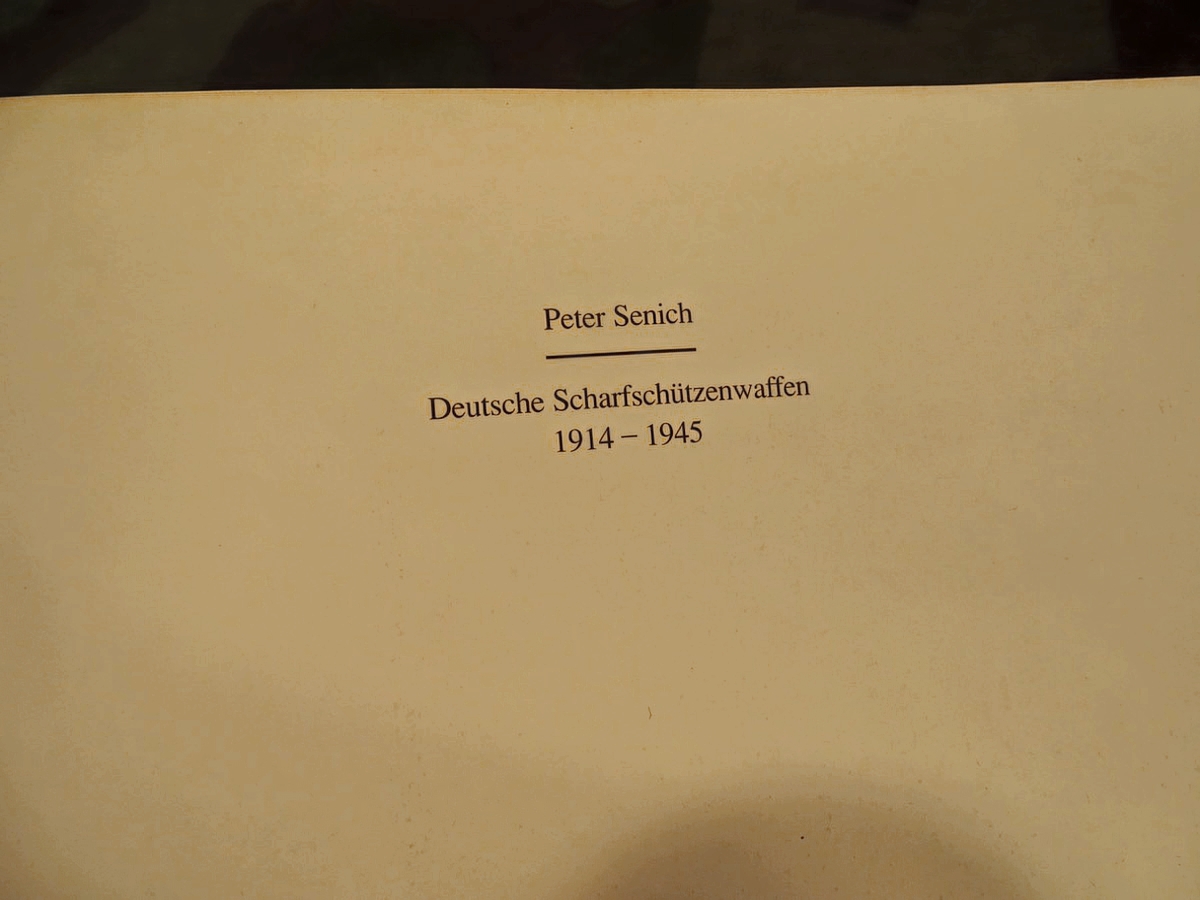 Peter Senich
Deutsche Scharfschützenwaffen
1914 – 1945